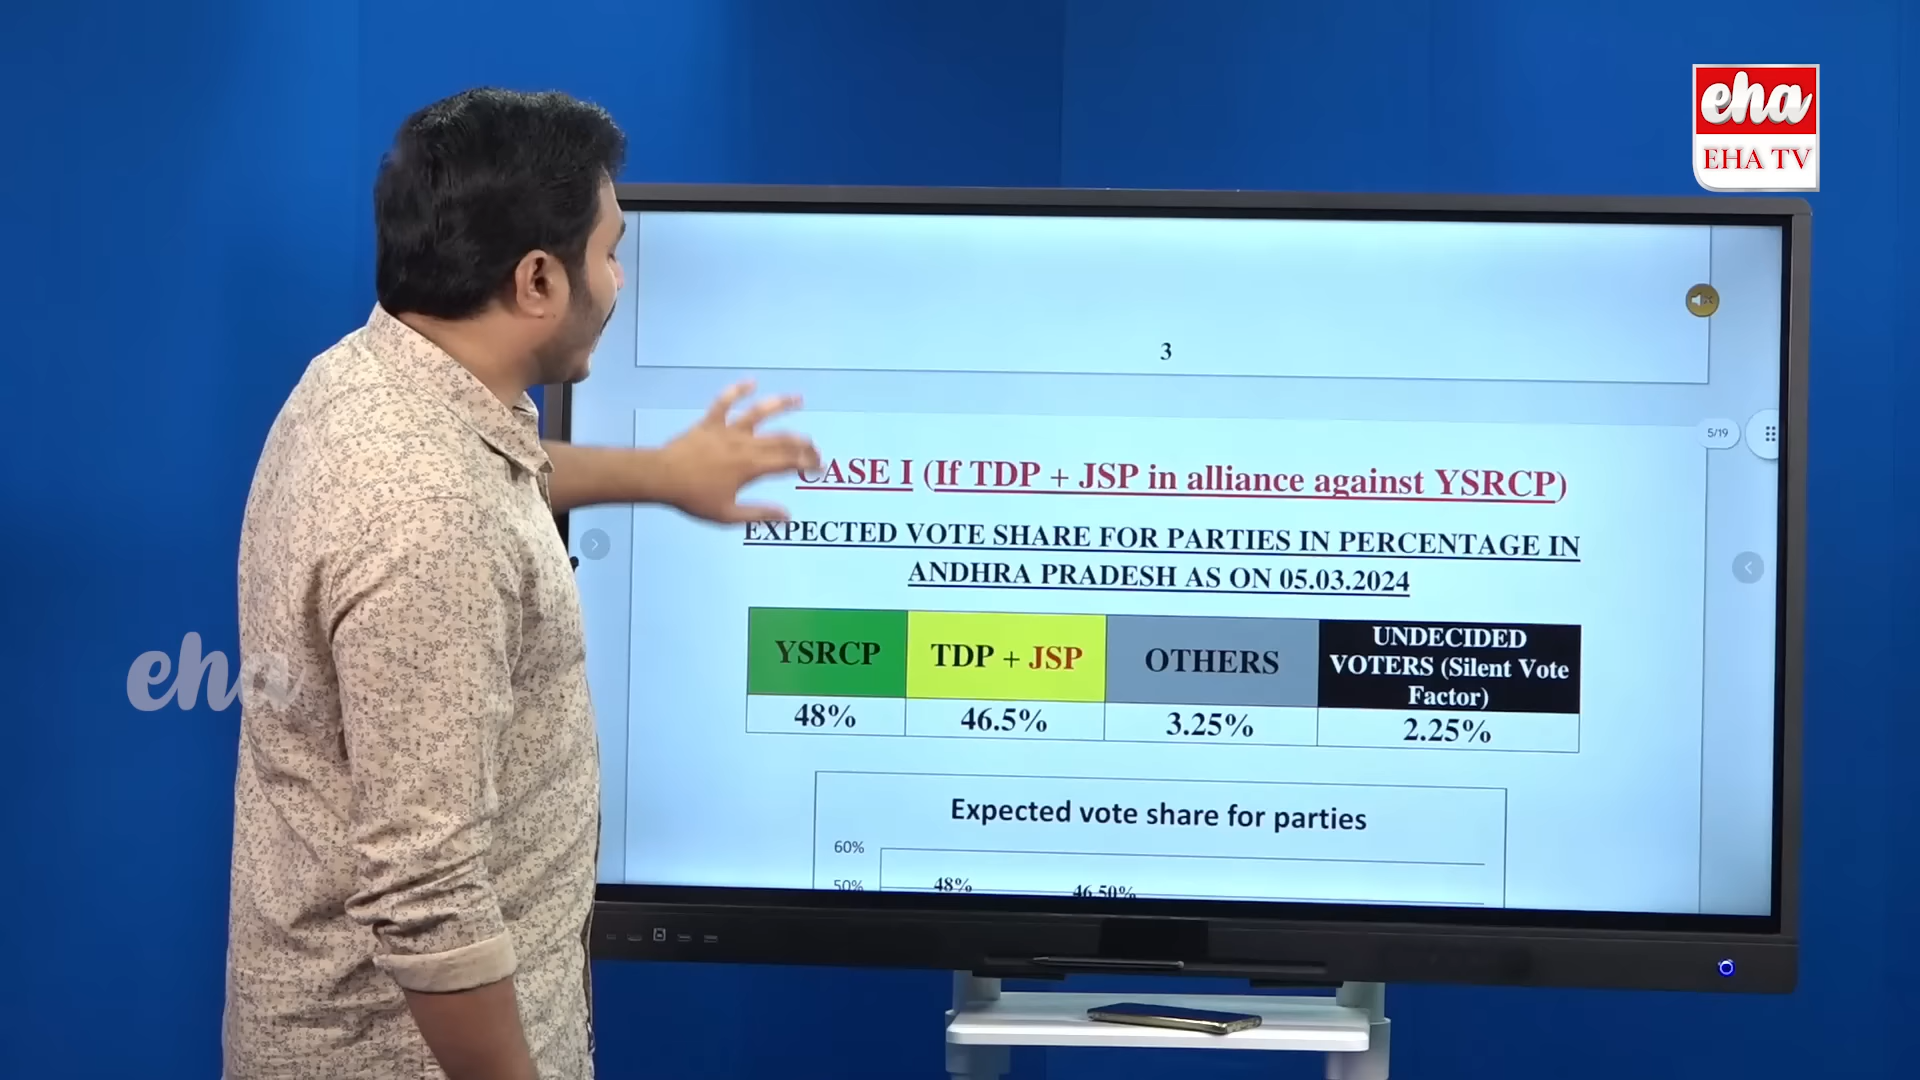 eha
EHA TV
3
5/19
CASE I (If TDP + JSP in alliance against YSRCP)
EXPECTED VOTE SHARE FOR PARTIES IN PERCENTAGE IN
ANDHRA PRADESH AS ON 05.03.2024
YSRCP
TDP + JSP
OTHERS
UNDECIDED
VOTERS (Silent Vote
Factor)
48%
46.5%
3.25%
2.25%
eha
Expected vote share for parties
60%
50%
48%
46.50%